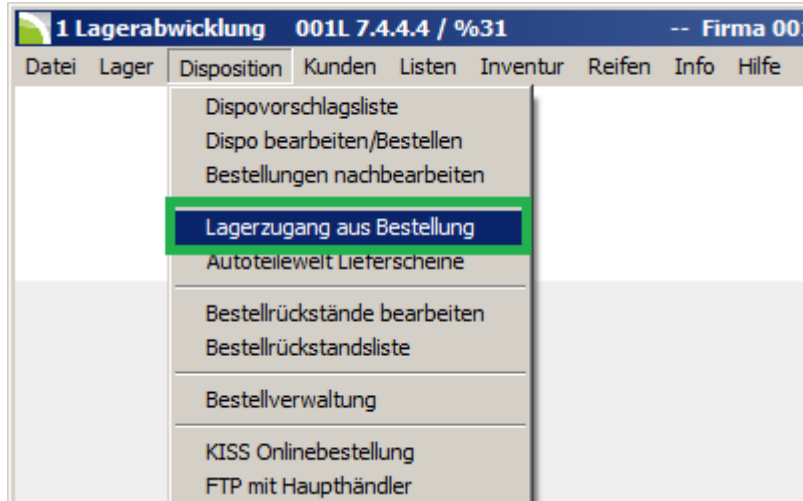 1 Lagerabwicklung 001L 7.4.4.4 / %31 -- Firma 001
Datei Lager Disposition Kunden Listen Inventur Reifen Info Hilfe
Dispovorschlagsliste
Dispo bearbeiten/Bestellen
Bestellungen nachbearbeiten
Lagerzugang aus Bestellung
Autoteilewelt Lieferscheine
Bestellrückstände bearbeiten
Bestellrückstandsliste
Bestellverwaltung
KISS Onlinebestellung
FTP mit Haupthändler